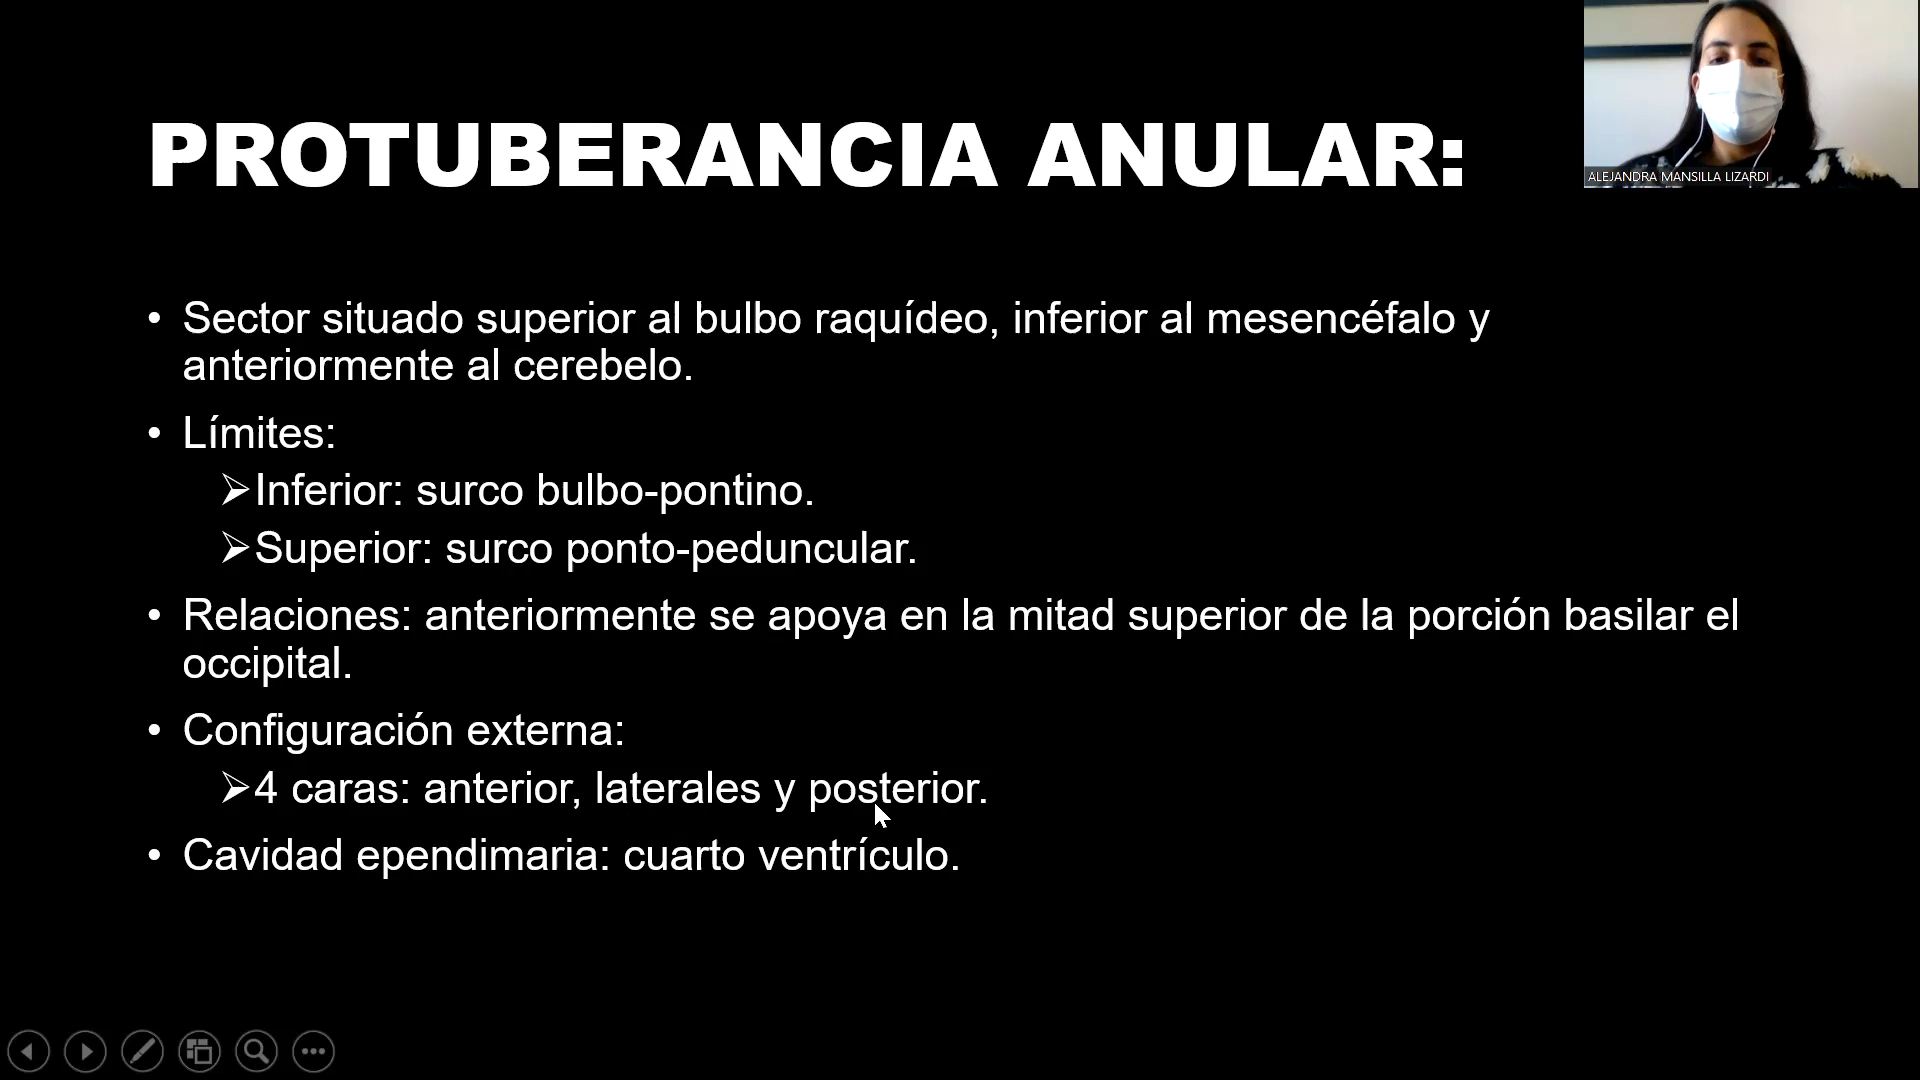 PROTUBERANCIA ANULAR:
ALEJANDRA MANSILLA LIZARDI
• Sector situado superior al bulbo raquídeo, inferior al mesencéfalo y
anteriormente al cerebelo.
• Límites:
➢Inferior: surco bulbo-pontino.
➢Superior: surco ponto-peduncular.
• Relaciones: anteriormente se apoya en la mitad superior de la porción basilar el
occipital.
• Configuración externa:
➢4 caras: anterior, laterales y posterior.
• Cavidad ependimaria: cuarto ventrículo.